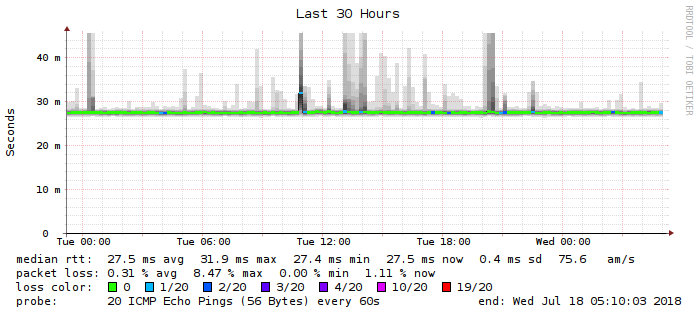 Last 30 Hours
RRDTOOL / TOBI OETIKER
Seconds
40 m
30 m
20 m
10 m
0
Tue 00:00 Tue 06:00 Tue 12:00 Tue 18:00 Wed 00:00
median rtt: 27.5 ms avg 31.9 ms max 27.4 ms min 27.5 ms now 0.4 ms sd 75.6 am/s
packet loss: 0.31 % avg 8.47 % max 0.00 % min 1.11 % now
loss color: 0 1/20 2/20 3/20 4/20 10/20 19/20
probe: 20 ICMP Echo Pings (56 Bytes) every 60s end: Wed Jul 18 05:10:03 2018